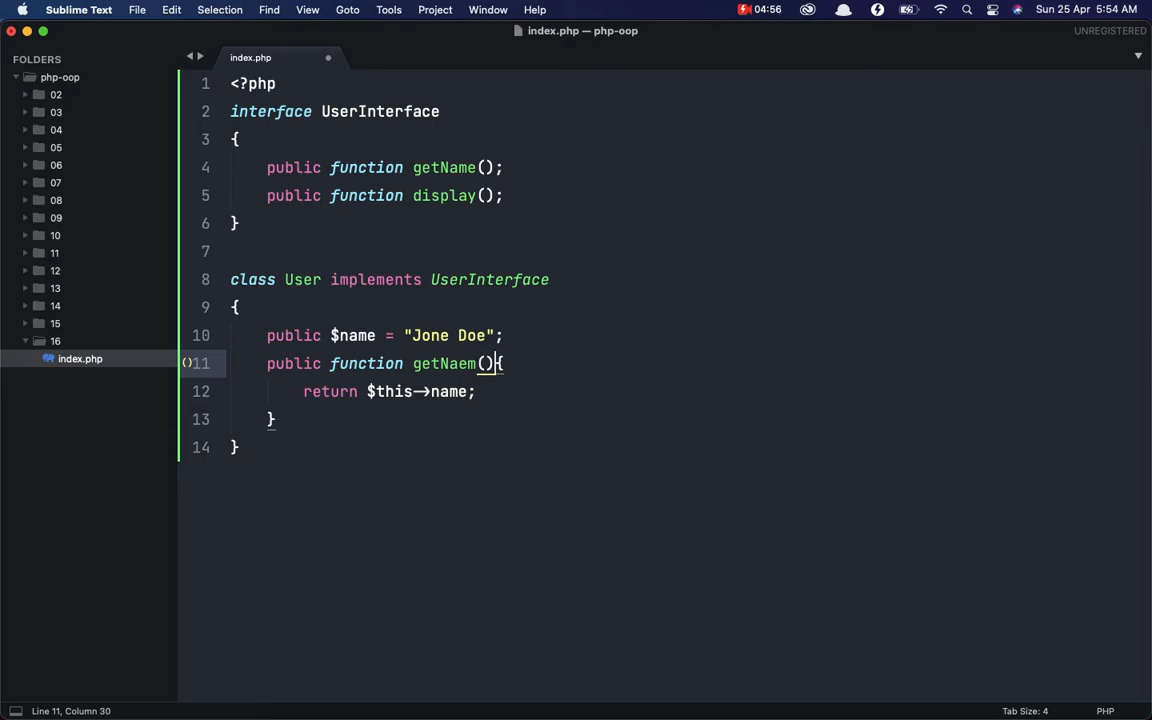 Sublime Text File Edit Selection Find View Goto Tools Project Window Help 04:56 Sun 25 Apr 5:54 AM
index.php — php-oop UNREGISTERED
FOLDERS
php-oop
02
03
04
05
06
07
08
09
10
11
12
13
14
15
16
index.php
index.php
1 <?php
2 interface UserInterface
3 {
4 public function getName();
5 public function display();
6 }
7
8 class User implements UserInterface
9 {
10 public $name = "Jone Doe";
()11 public function getNaem(){
12 return $this->name;
13 }
14 }
Line 11, Column 30 Tab Size: 4 PHP